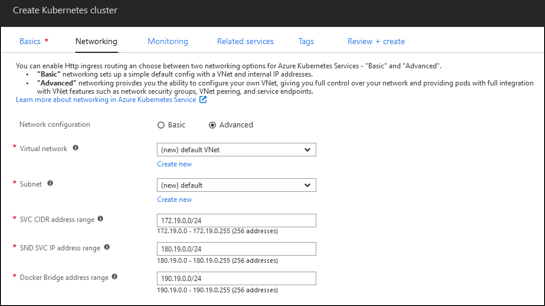 Create Kubernetes cluster
Basics * Networking Monitoring Related services Tags Review + create
You can enable Http ingress routing an choose between two networking options for Azure Kubernetes Services - "Basic" and "Advanced".
• "Basic" networking sets up a simple default config with a VNet and internal IP addresses.
• "Advanced" networking proivdes you the ability to configure your own VNet, giving you full control over your network and providing pods with full integration
with VNet features such as network security groups, VNet peering, and service endpoints.
Learn more about networking in Azure Kubernetes Service
Network configuration Basic Advanced
* Virtual network (new) default VNet
Create new
* Subnet (new) default
Create new
* SVC CIDR address range 172.19.0.0/24
172.19.0.0 - 172.19.0.255 (256 addresses)
* SND SVC IP address range 180.19.0.0/24
180.19.0.0 - 180.19.0.255 (256 addresses)
* Docker Bridge address range 190.19.0.0/24
190.19.0.0 - 190.19.0.255 (256 addresses)